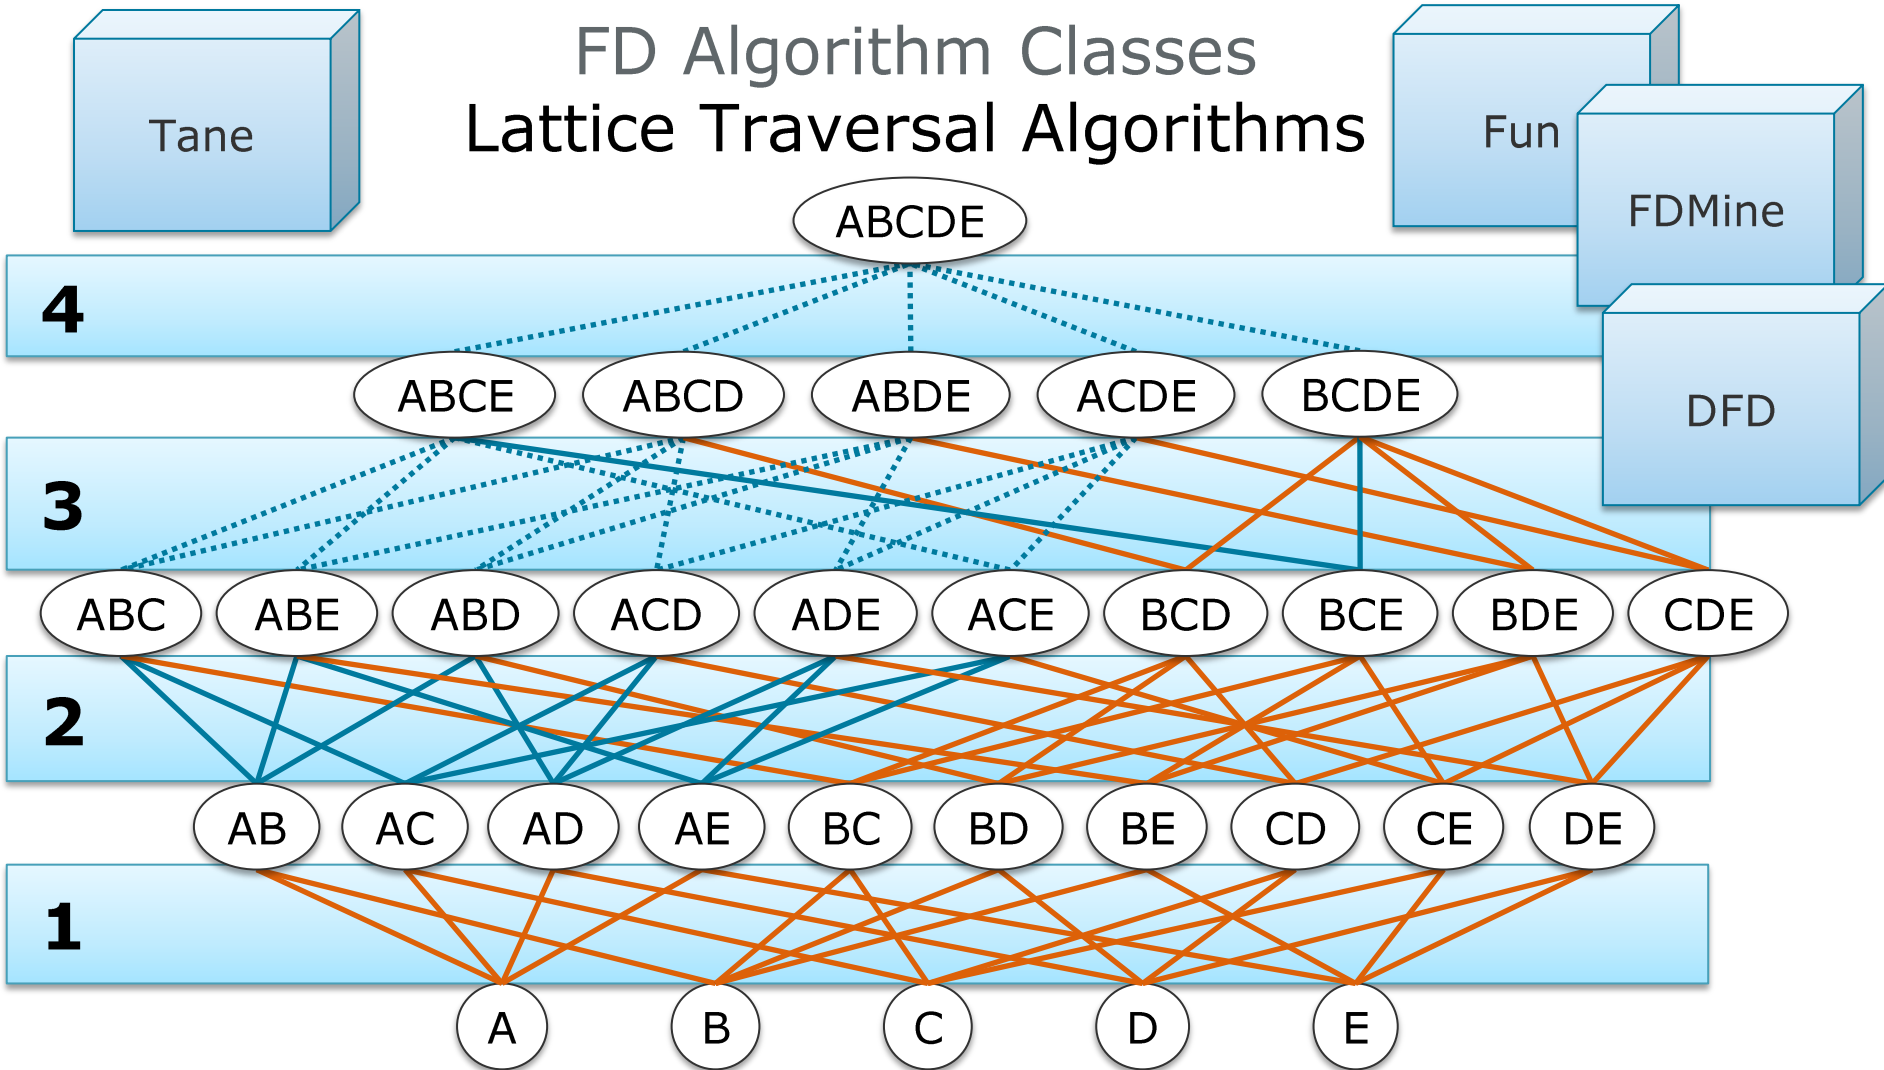 FD Algorithm Classes
Lattice Traversal Algorithms
Tane
Fun
FDMine
DFD
ABCDE
4
ABCE ABCD ABDE ACDE BCDE
3
ABC ABE ABD ACD ADE ACE BCD BCE BDE CDE
2
AB AC AD AE BC BD BE CD CE DE
1
A B C D E